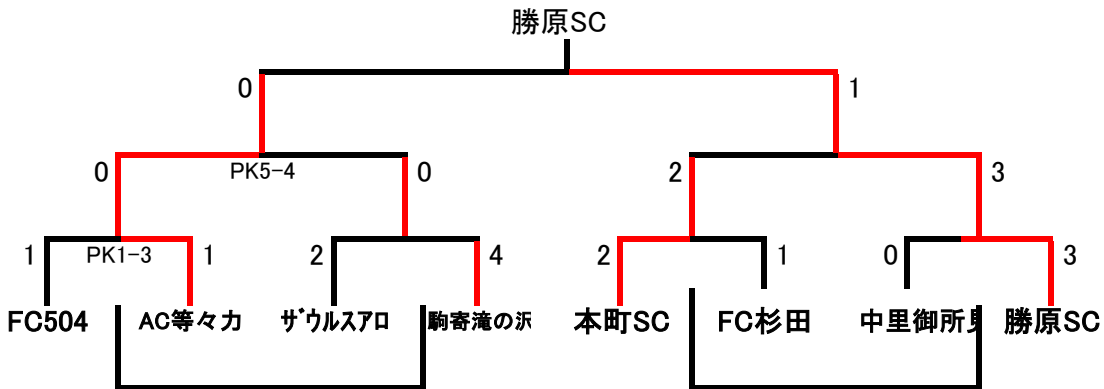 勝原SC
0 1
0 PK5-4 0 2 3
1 PK1-3 1 2 4 2 1 0 3
FC504 AC等々力 ザウルスアロ 駒寄滝の沢 本町SC FC杉田 中里御所見 勝原SC